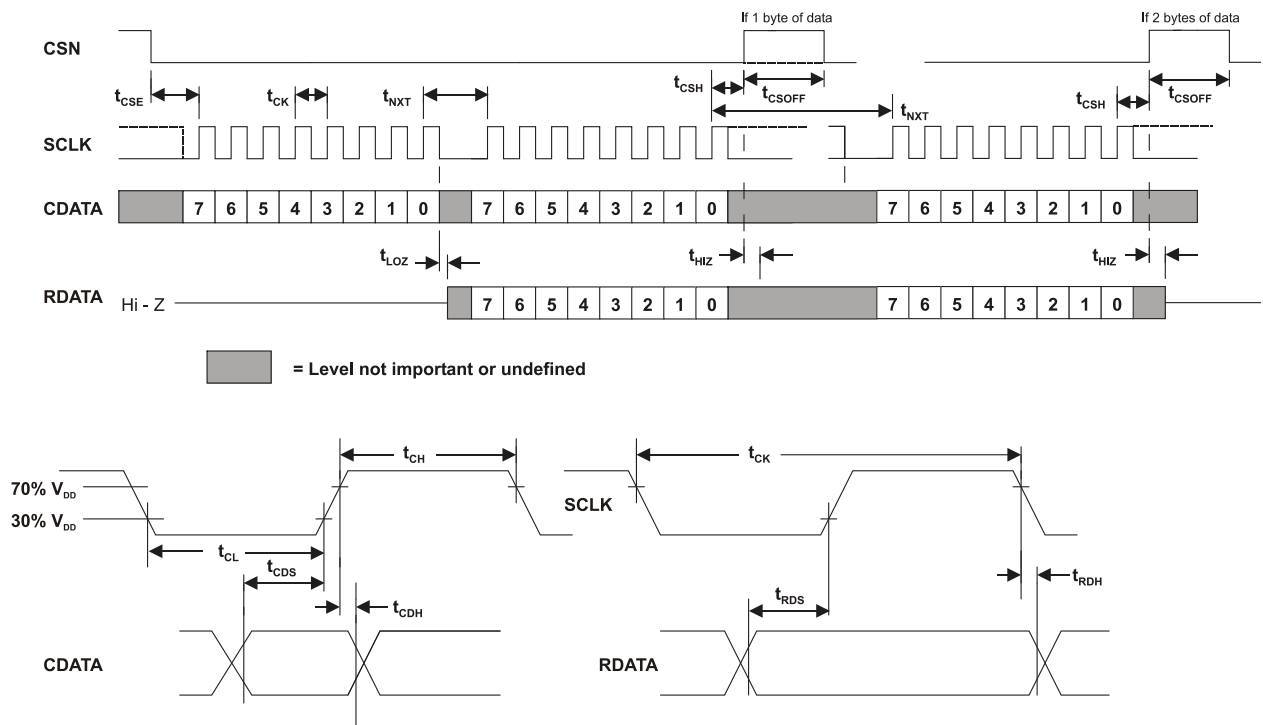 If 1 byte of data If 2 bytes of data
CSN
tCSE tCK tNXT tCSH tCSOFF tNXT tCSH tCSOFF
SCLK
CDATA 7 6 5 4 3 2 1 0 7 6 5 4 3 2 1 0 7 6 5 4 3 2 1 0
tLOZ tHIZ tHIZ
RDATA Hi - Z 7 6 5 4 3 2 1 0 7 6 5 4 3 2 1 0
= Level not important or undefined
tCH tCK
70% VDD
SCLK
30% VDD
tCL
tCDS
tRDH
tCDH tRDS
CDATA RDATA